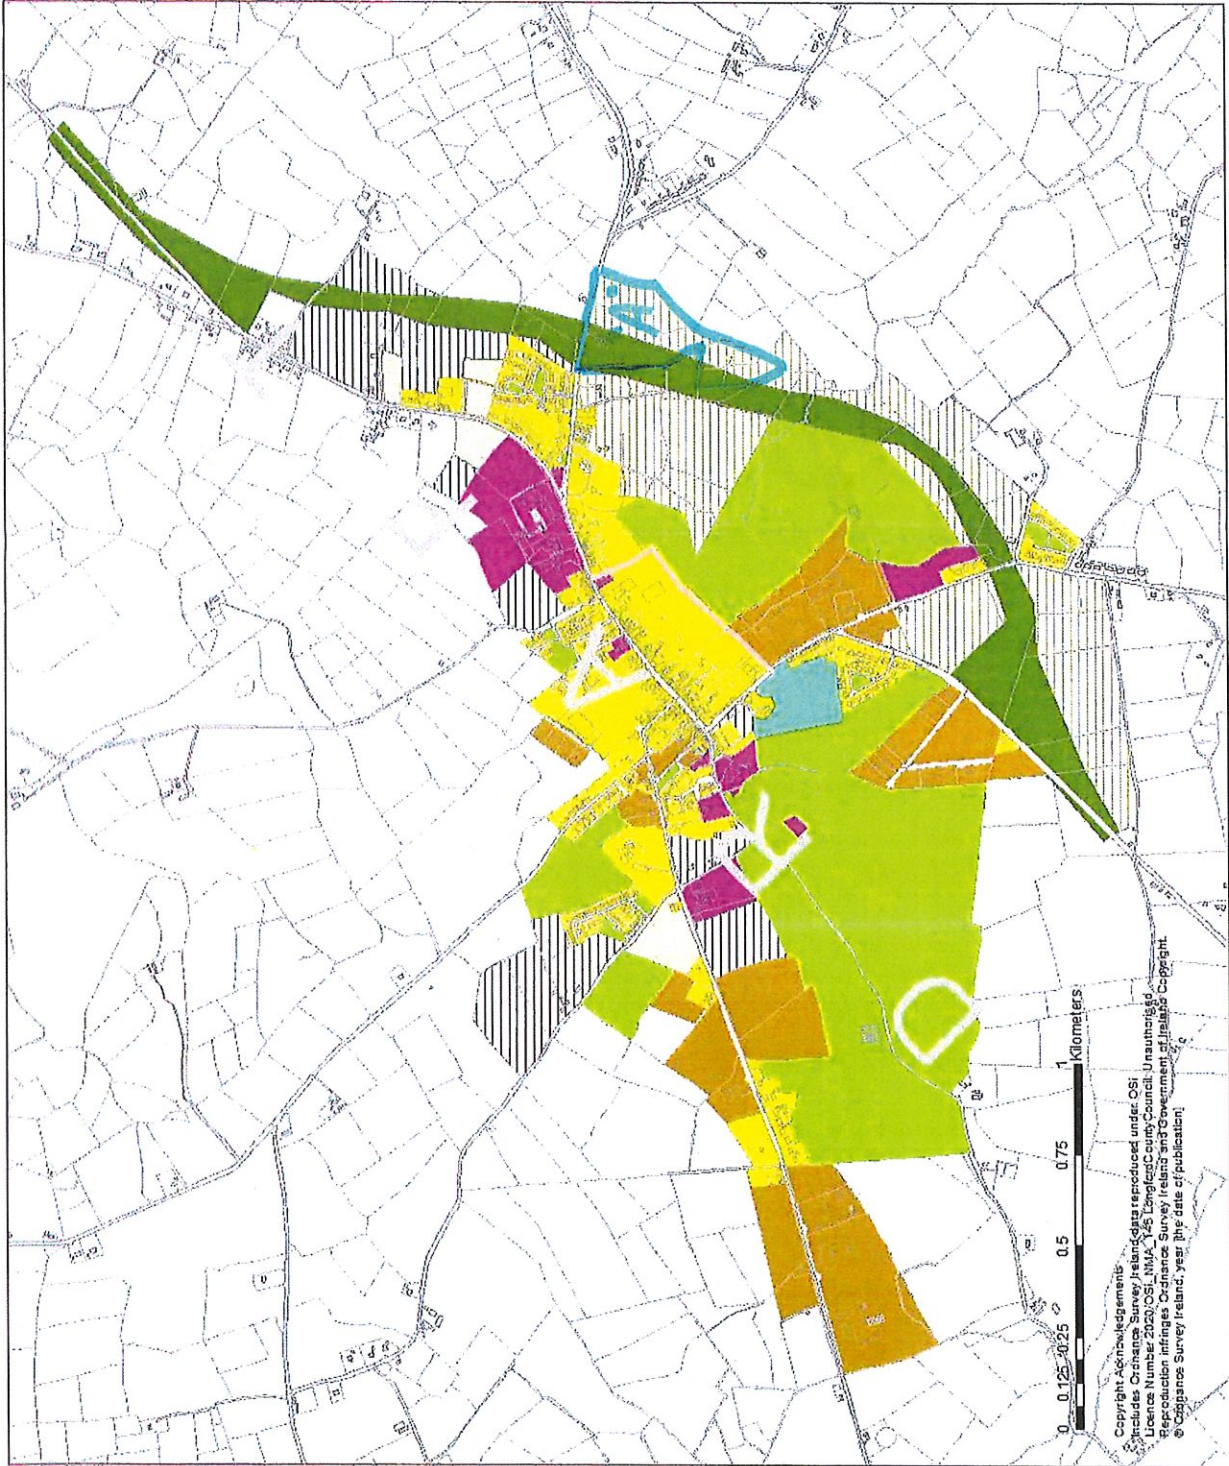 "A"
DRAFT
0 0.125 0.25 0.5 0.75 1
Kilometers
Copyright Acknowledgements
Includes Ordnance Survey Ireland data reproduced under OSi
Licence Number 2020/OSi_NMA_145 Longford County Council. Unauthorised
Reproduction infringes Ordnance Survey Ireland and Government of Ireland Copyright.
© Ordnance Survey Ireland, year [the date of publication]